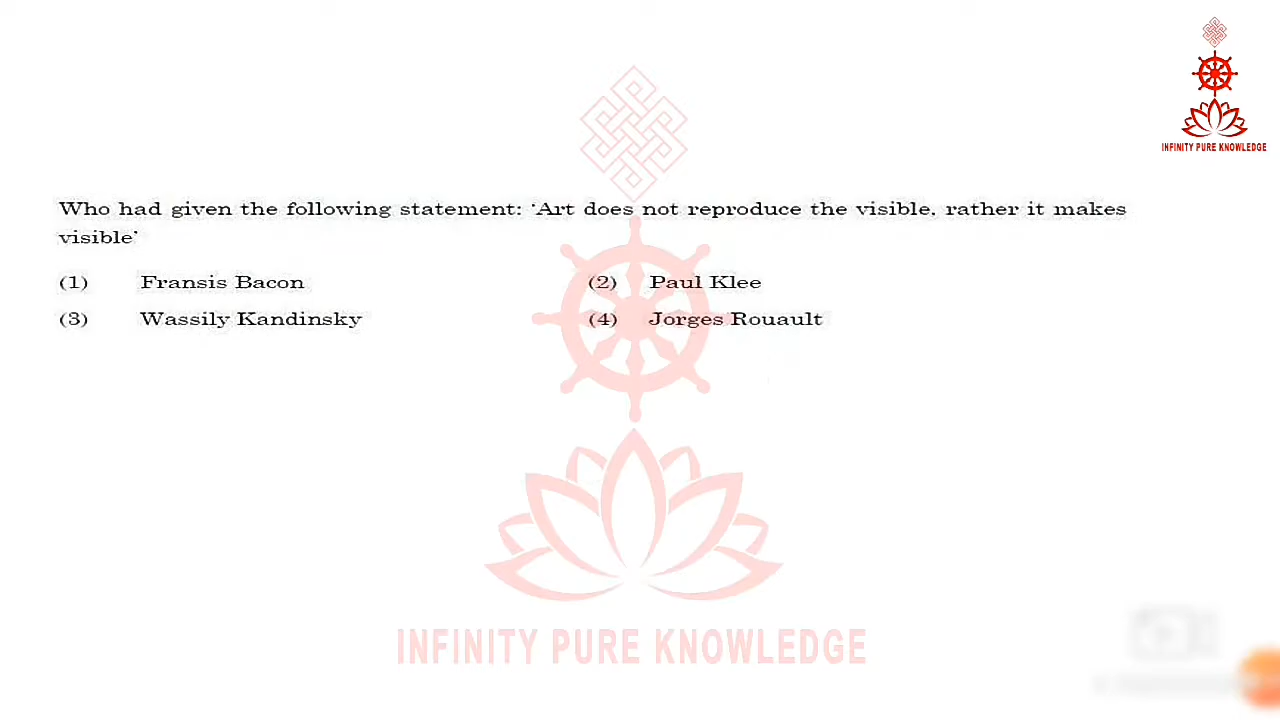 INFINITY PURE KNOWLEDGE
Who had given the following statement: 'Art does not reproduce the visible, rather it makes
visible'
(1) Fransis Bacon (2) Paul Klee
(3) Wassily Kandinsky (4) Jorges Rouault
INFINITY PURE KNOWLEDGE